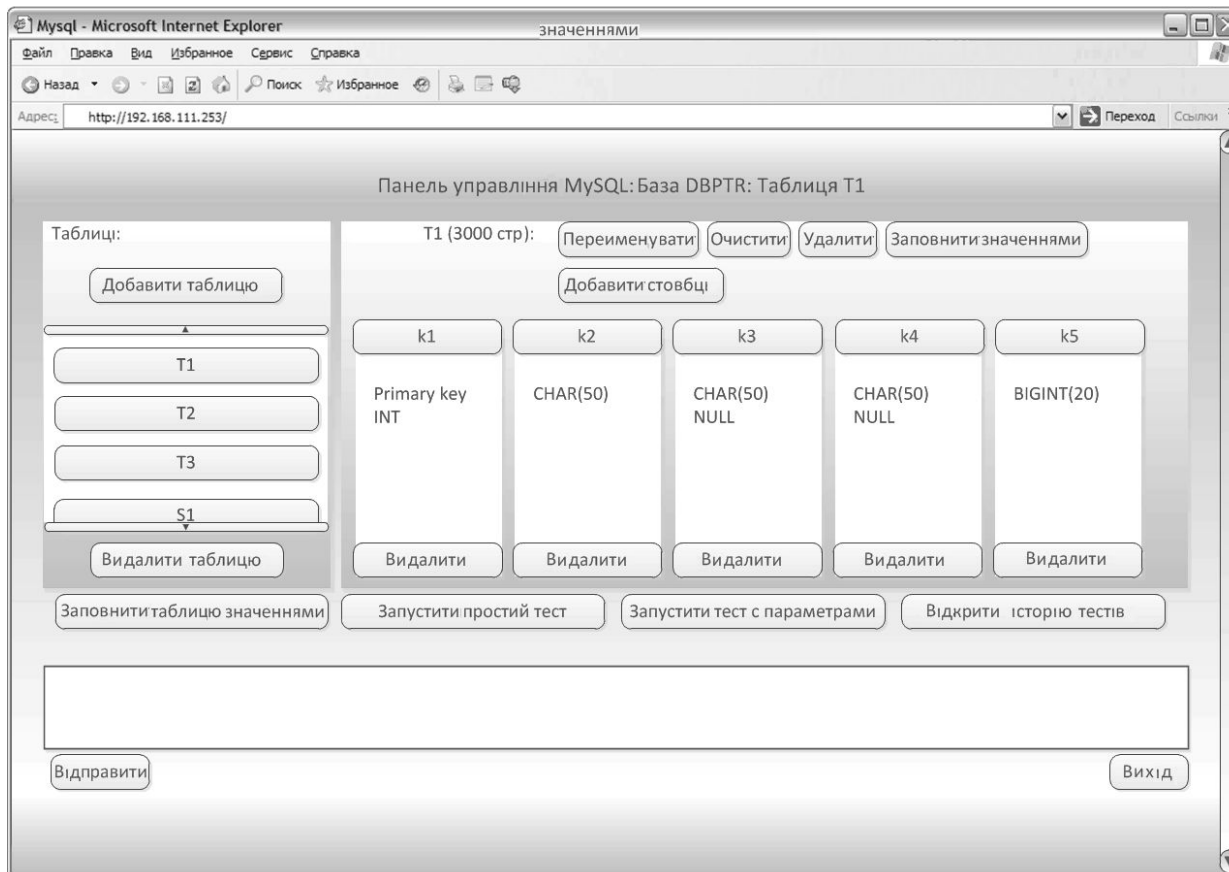 Mysql - Microsoft Internet Explorer
значеннями
Файл Правка Вид Избранное Сервис Справка
Назад Поиск Избранное
Адрес: http://192.168.111.253/ Переход Ссылки
Панель управління MySQL: База DBPTR: Таблиця T1
Таблиці:
T1 (3000 стр): Переименувати Очистити Удалити Заповнити значеннями
Добавити таблицю
Добавити стовбці
k1 k2 k3 k4 k5
T1
T2
T3
S1
Primary key
INT
CHAR(50)
CHAR(50)
NULL
CHAR(50)
NULL
BIGINT(20)
Видалити таблицю
Видалити Видалити Видалити Видалити Видалити
Заповнити таблицю значеннями Запустити простий тест Запустити тест с параметрами Відкрити історію тестів
Відправити
Вихід